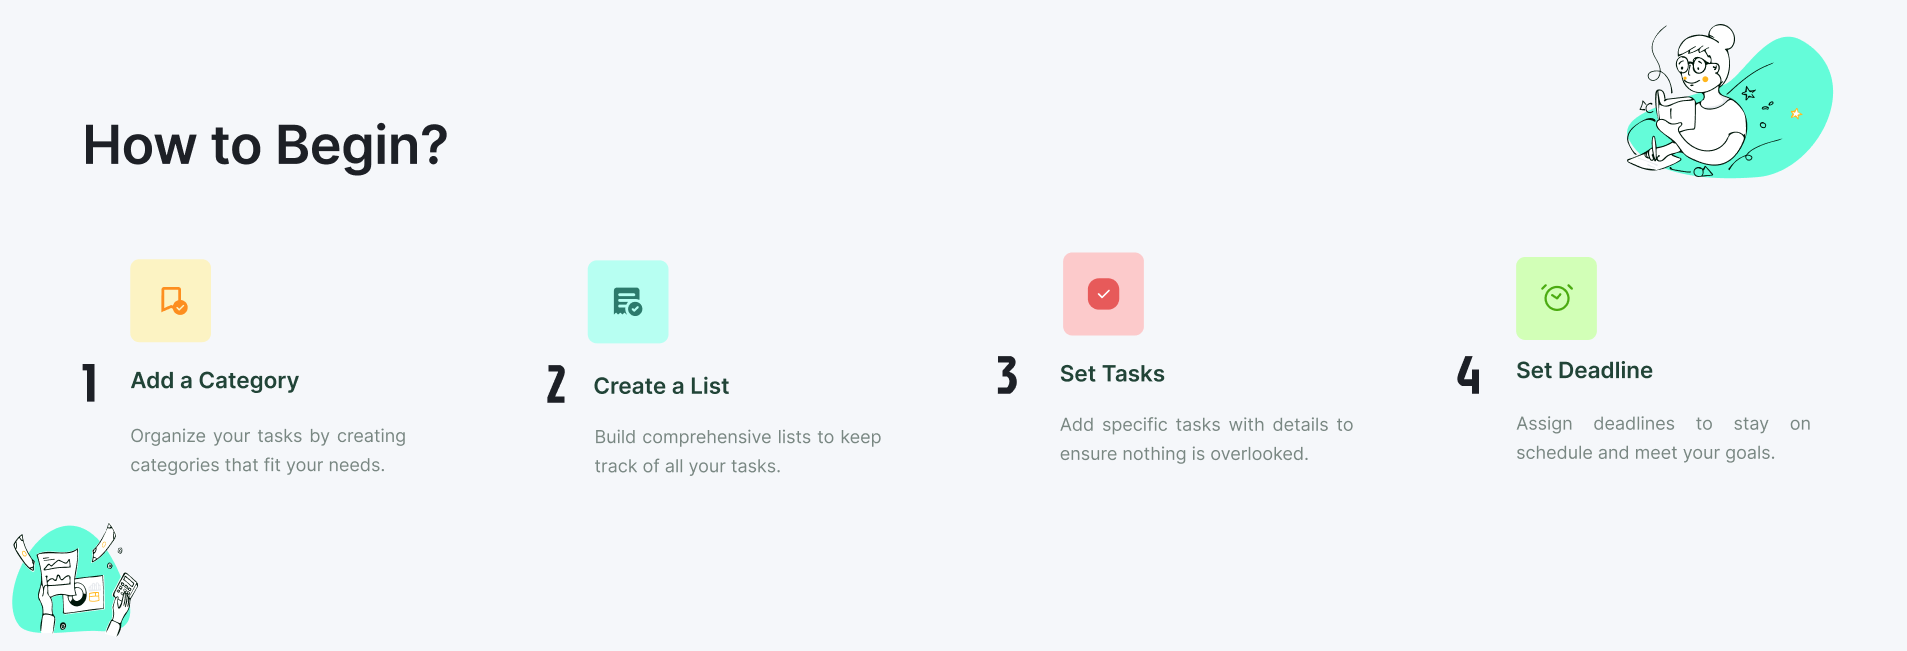 How to Begin?
1
Add a Category
Organize your tasks by creating
categories that fit your needs.
2
Create a List
Build comprehensive lists to keep
track of all your tasks.
3
Set Tasks
Add specific tasks with details to
ensure nothing is overlooked.
4
Set Deadline
Assign deadlines to stay on
schedule and meet your goals.